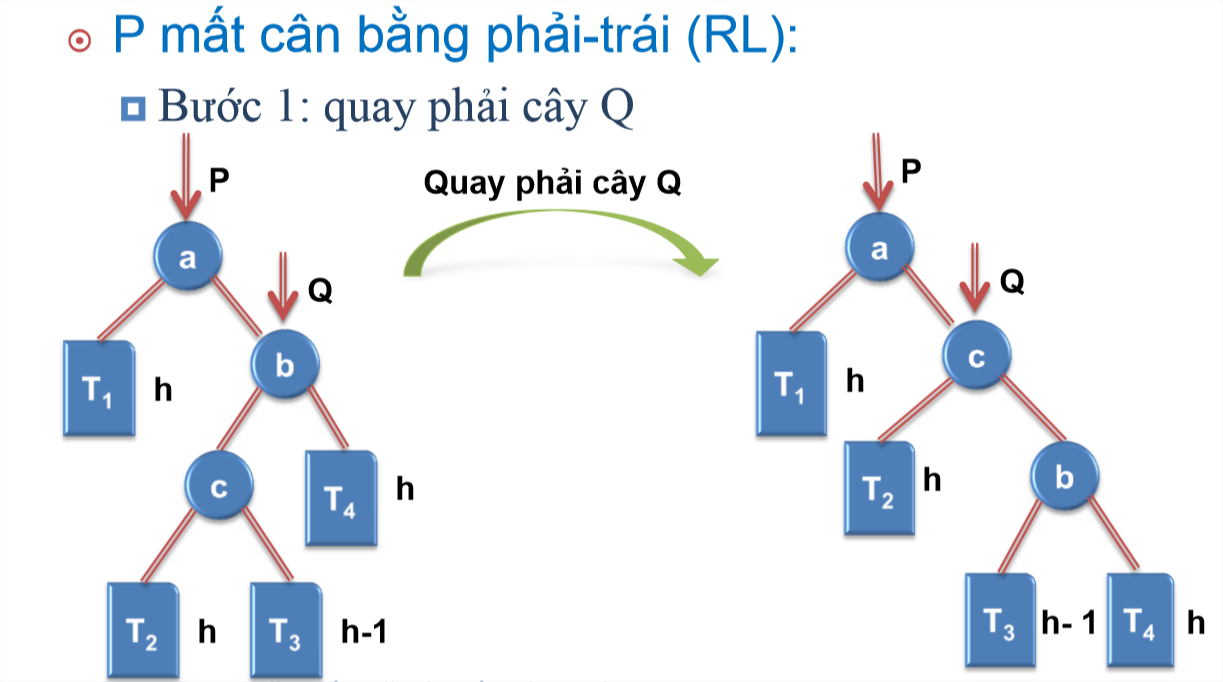 P mất cân bằng phải-trái (RL):
Bước 1: quay phải cây Q
P
Quay phải cây Q
P
a
Q
a
Q
b
c
T1
h
T1
h
c
T4
h
T2
h
b
T2
h
T3
h-1
T3
h- 1
T4
h